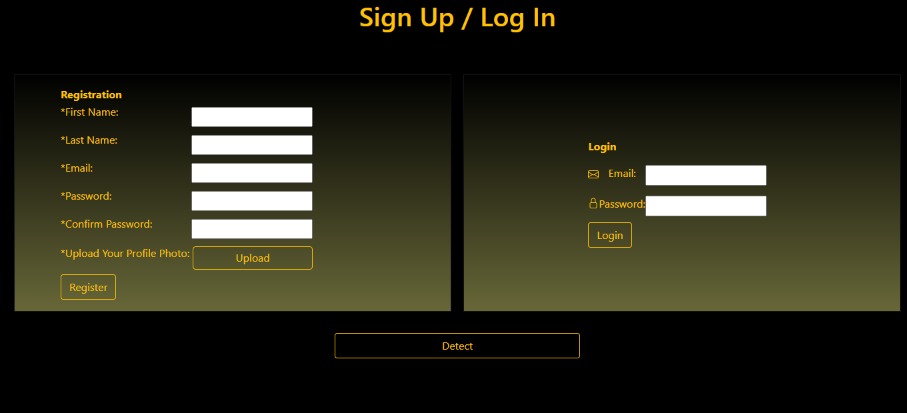 Sign Up / Log In
Registration
*First Name:
*Last Name:
*Email:
*Password:
*Confirm Password:
*Upload Your Profile Photo: Upload
Register
Login
Email:
Password:
Login
Detect